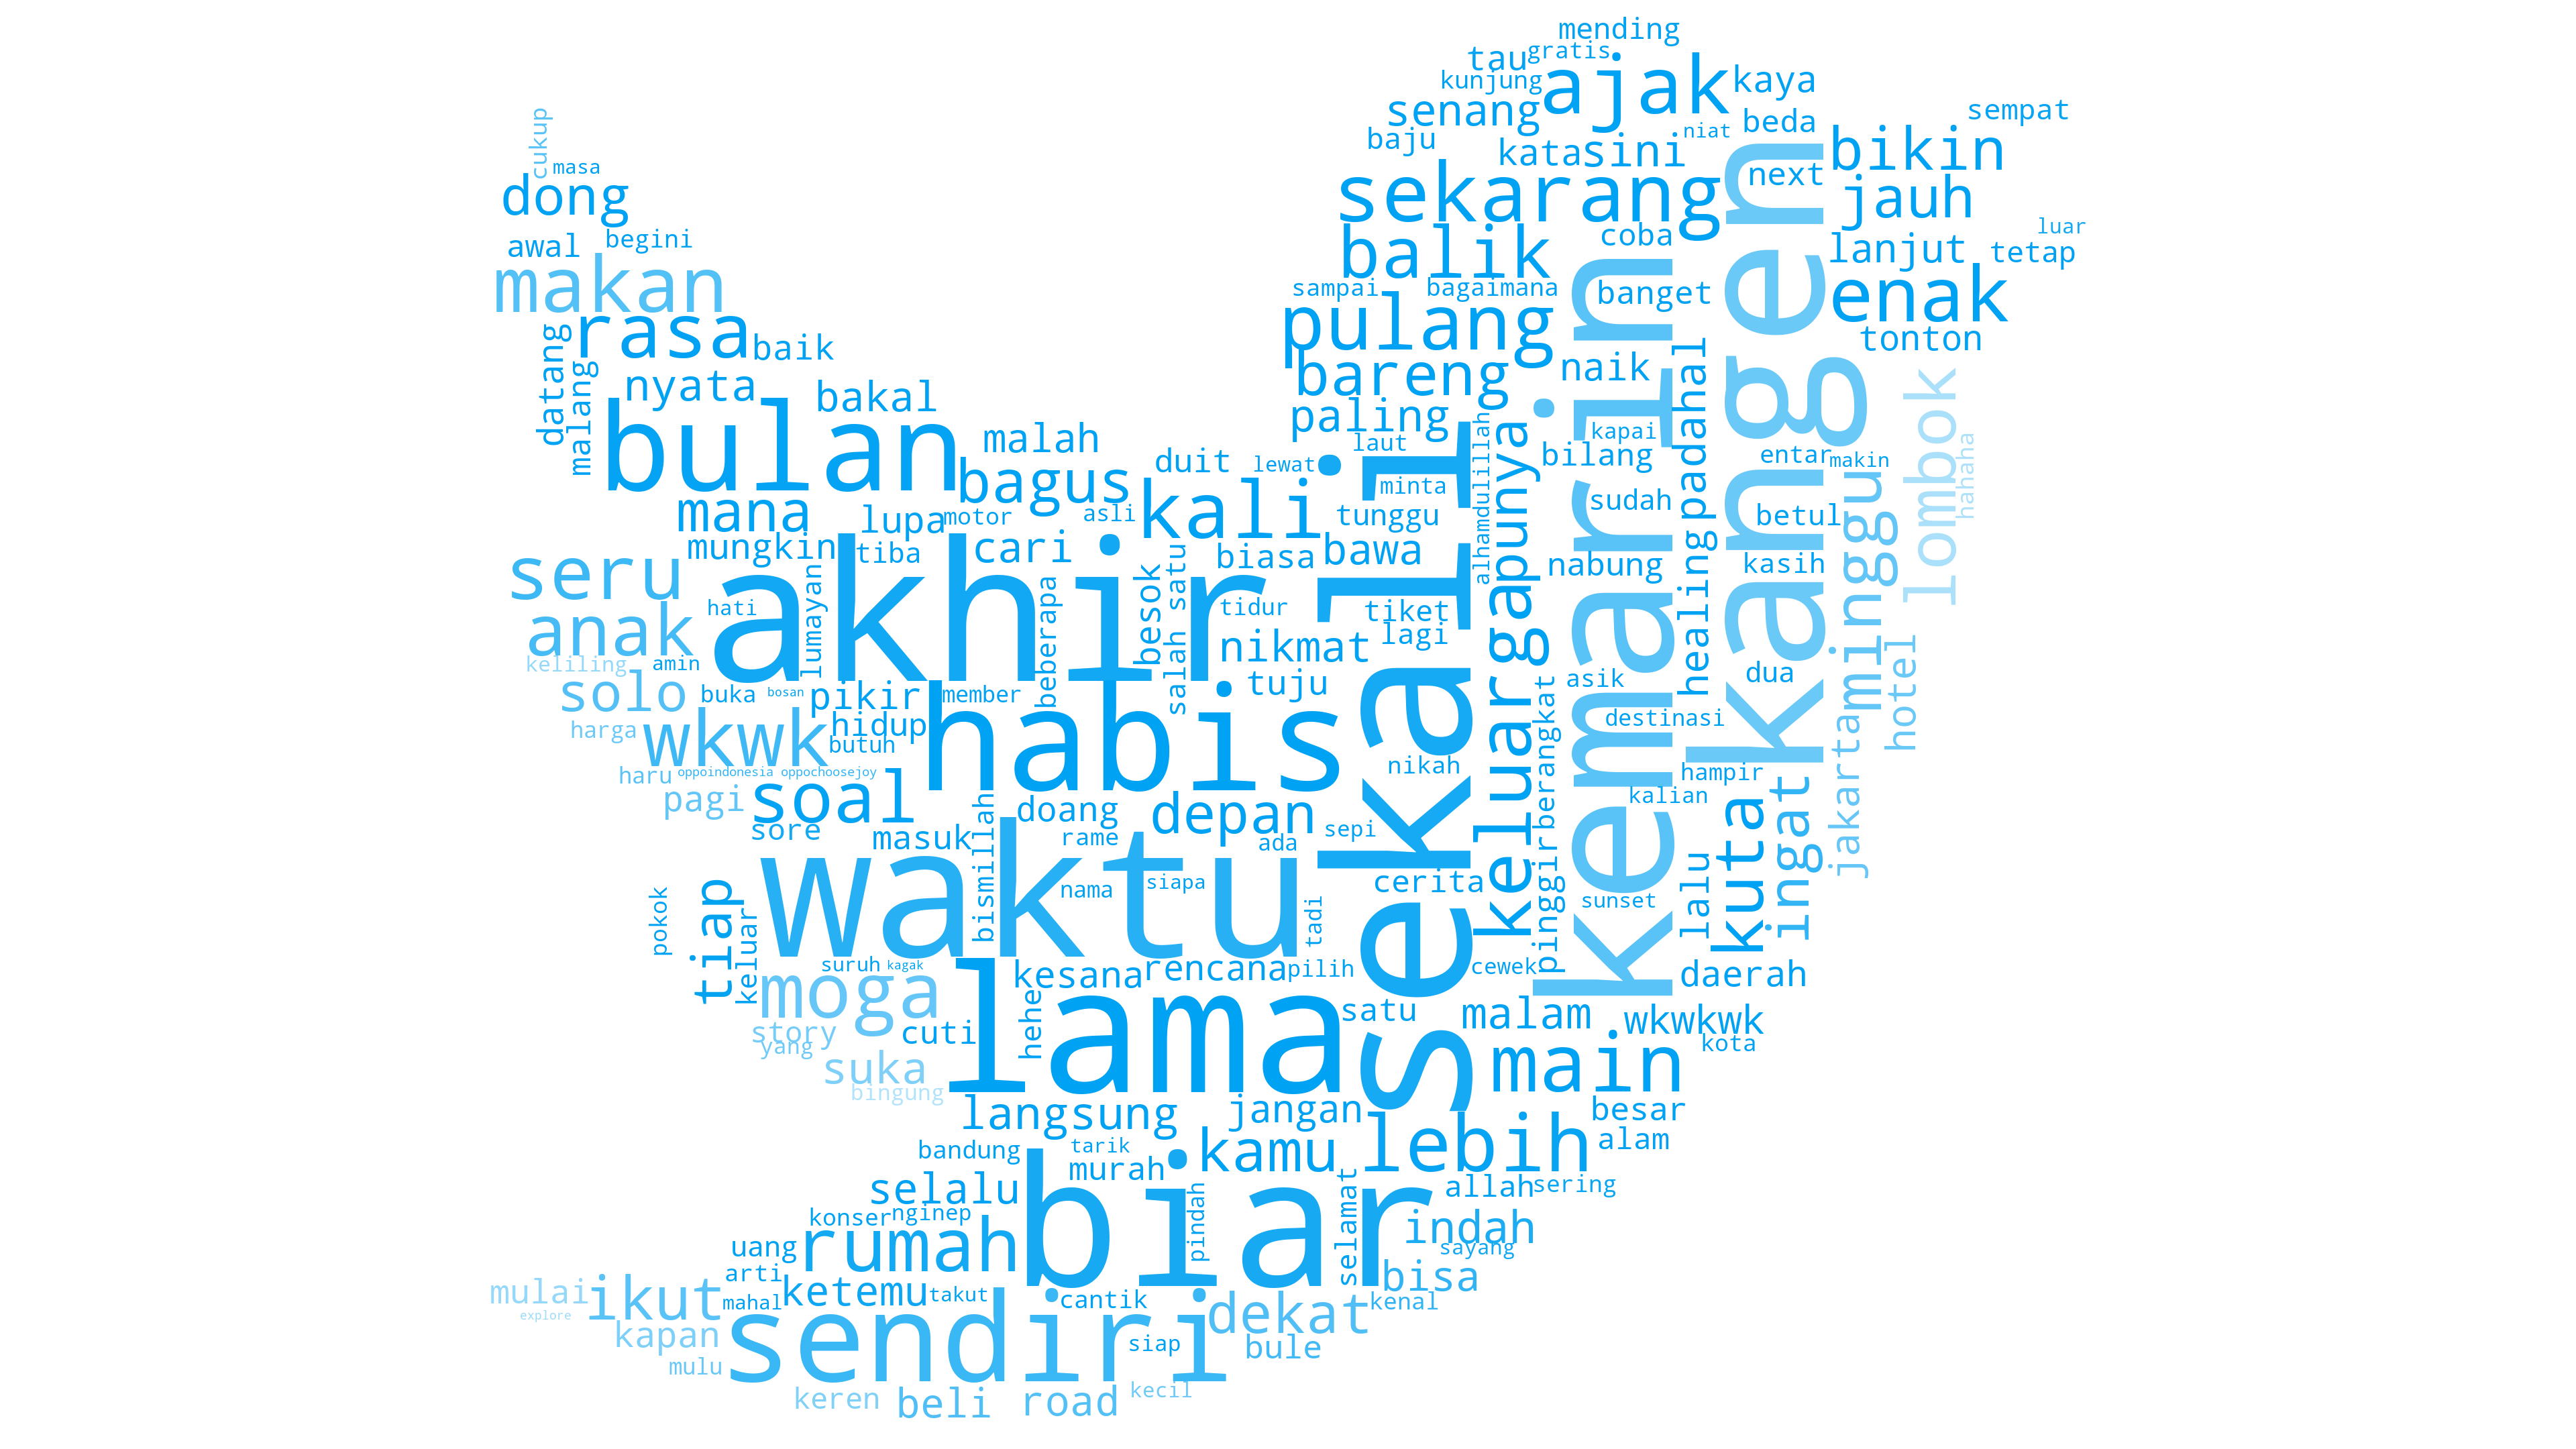 mending
tau
gratis
kunjung
ajak
kaya
senang
niat
beda
sempat
baju
kata
sini
bikin
cukup
masa
dong
sekarang
next
jauh
awal
begini
balik
coba
lanjut
tetap
luar
makan
sampai
bagaimana
banget
enak
rasa
baik
pulang
kangen
tonton
datang
malang
nyata
bakal
bareng
naik
padahal
lombok
bulan
malah
paling
kemarin
kapai
hahaha
bagus
duit
lewat
laut
alhamdulillah
punya
bilang
entar
makin
mana
lupa
motor
asli
kali
minta
tunggu
sudah
betul
minggu
mungkin
tiba
cari
biasa
bawa
nabung
healing
kasih
seru
akhir
lumayan
beberapa
besok
salah satu
tidur
tiket
sekali
anak
hati
nikmat
lagi
keluarga
keliling
amin
tuju
asik
dua
hotel
solo
buka
bosan
pikir
member
berangkat
destinasi
harga
wkwk
hidup
butuh
habis
nikah
hampir
jakarta
haru
oppoindonesia oppochoosejoy
kalian
pagi
soal
doang
depan
kuta
ingat
sore
masuk
bismillah
rame
ada
sepi
pinggir
lalu
pokok
tiap
keluar
waktu
nama
siapa
tadi
cerita
sunset
suruh
kagak
kesana
rencana
pilih
cewek
daerah
moga
lama
satu
malam
wkwkwk
story
yang
cuti
hehe
main
kota
suka
bingung
langsung
jangan
lebih
besar
bandung
tarik
kamu
alam
murah
selalu
biar
pindah
selamat
allah
sering
konser
nginep
indah
uang
rumah
sayang
arti
bisa
mulai
ikut
mahal
ketemu
takut
cantik
dekat
kenal
explore
kapan
sendiri
siap
bule
mulu
keren
beli
road
kecil